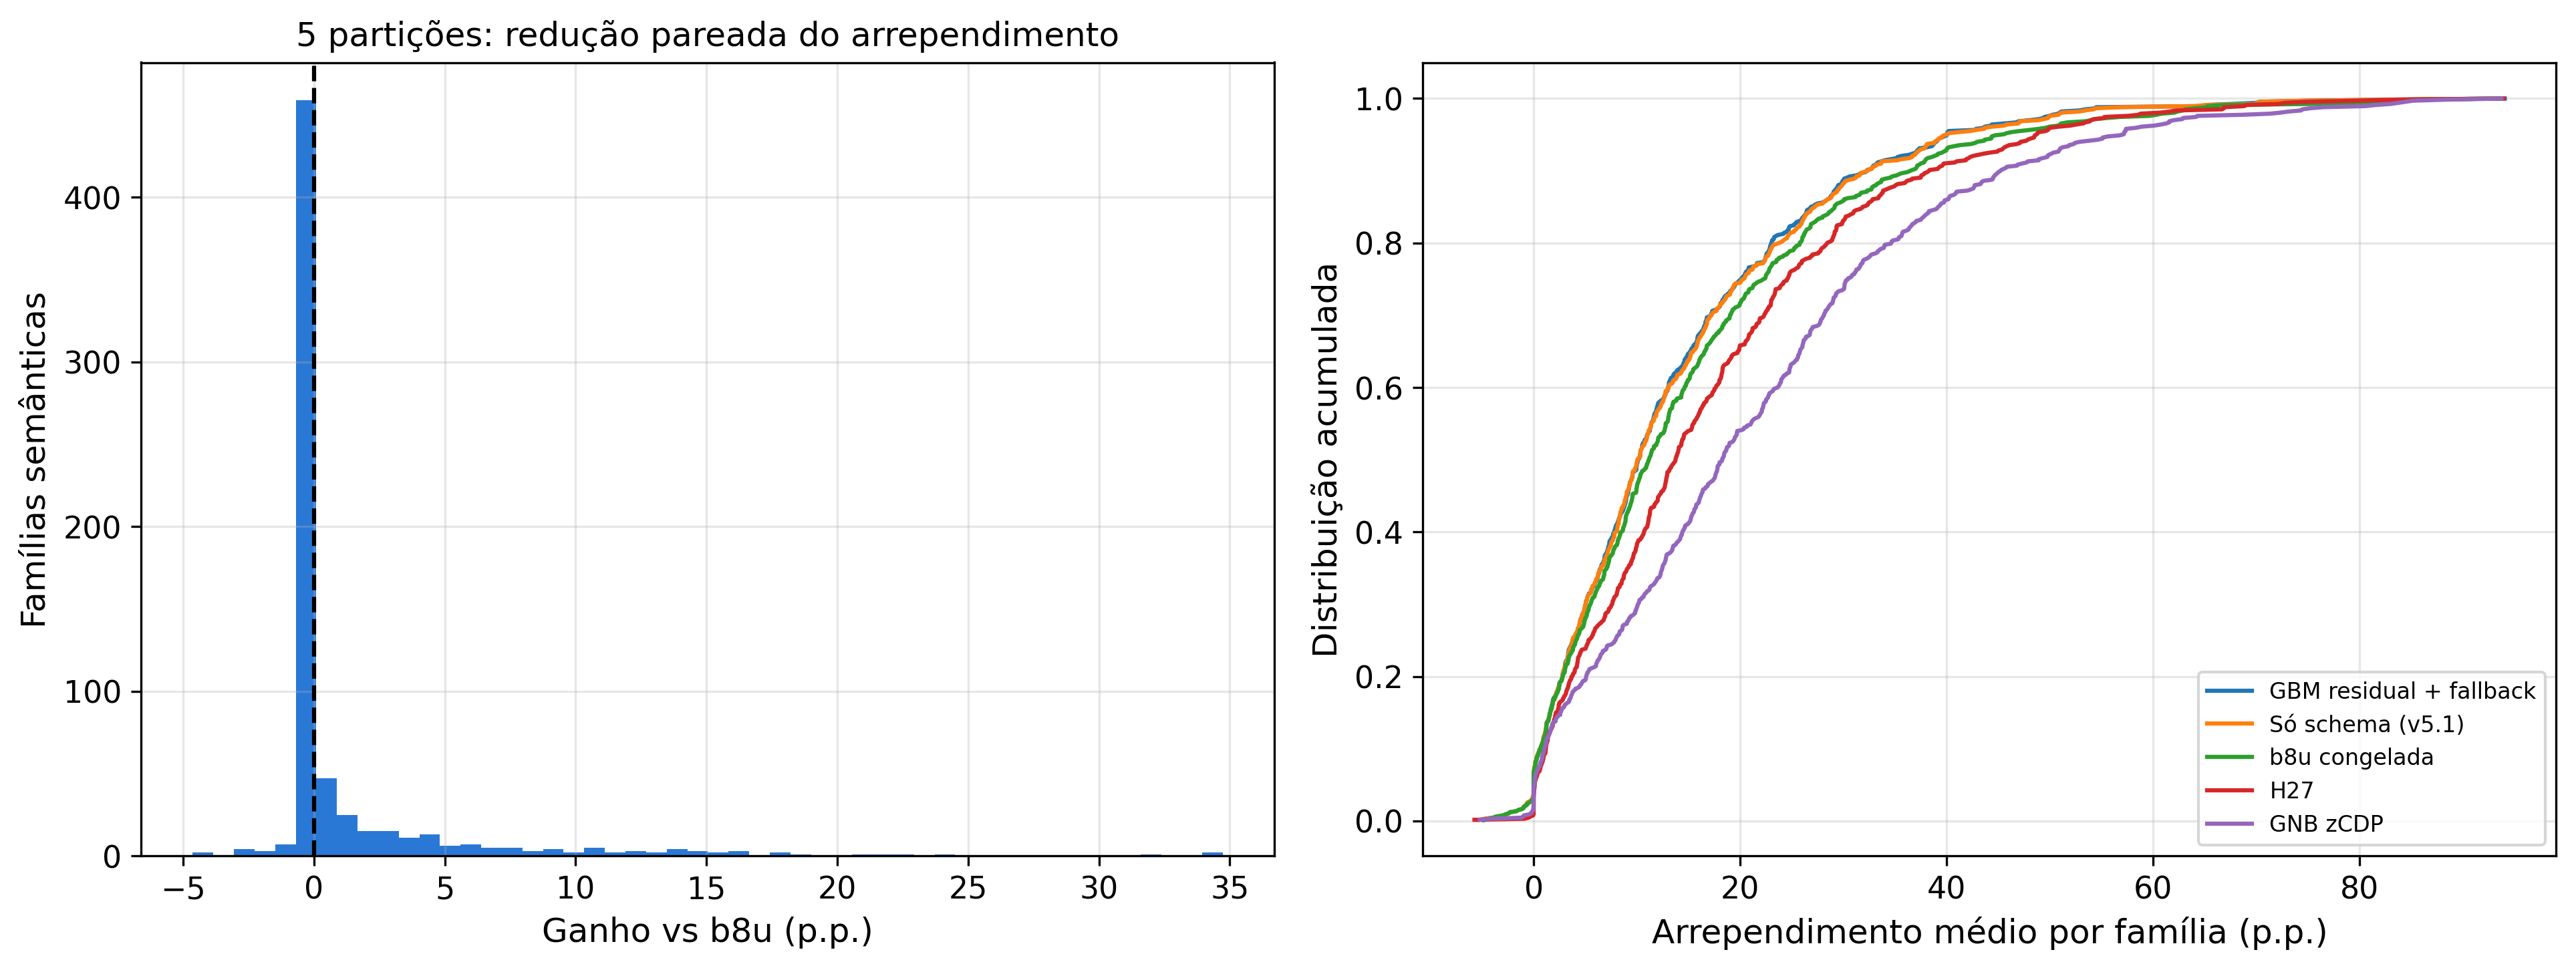 5 partições: redução pareada do arrependimento
Famílias semânticas
400
300
200
100
0
−5
0
5
10
15
20
25
30
35
Ganho vs b8u (p.p.)
Distribuição acumulada
1.0
0.8
0.6
0.4
0.2
0.0
0
20
40
60
80
Arrependimento médio por família (p.p.)
GBM residual + fallback
Só schema (v5.1)
b8u congelada
H27
GNB zCDP